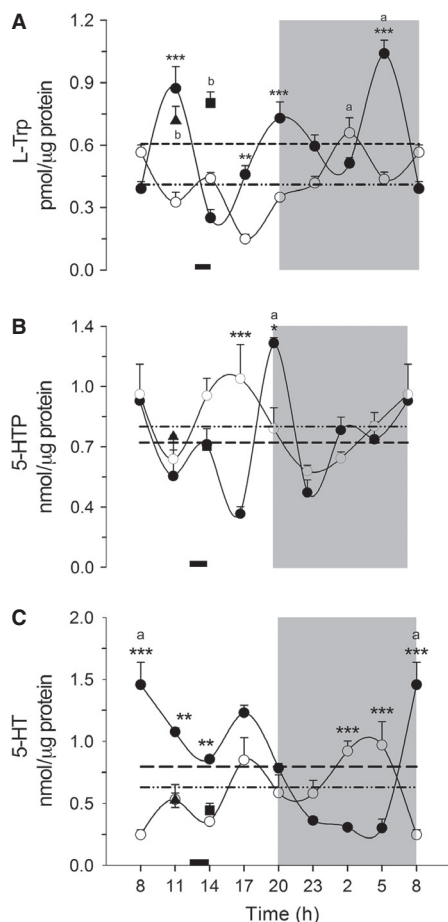 A
1.2
0.9
0.6
0.3
0.0
L-Trp
pmol/µg protein
***
b
b
**
***
a
a
***
B
1.4
1.0
0.7
0.4
0.0
5-HTP
nmol/µg protein
***
a
*
C
2.0
1.5
1.0
0.5
0.0
5-HT
nmol/µg protein
a
***
**
**
***
***
a
***
8 11 14 17 20 23 2 5 8
Time (h)